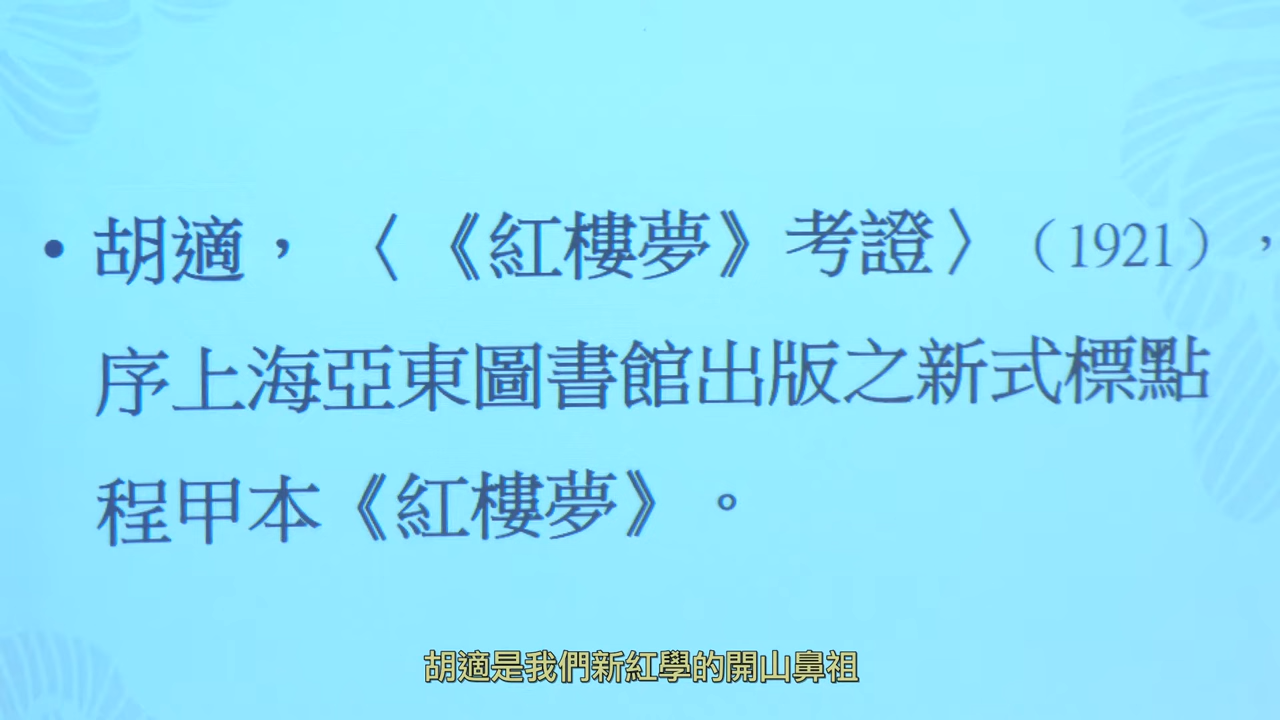 •胡適，〈《紅樓夢》考證〉（1921），
序上海亞東圖書館出版之新式標點
程甲本《紅樓夢》。
胡適是我們新紅學的開山鼻祖